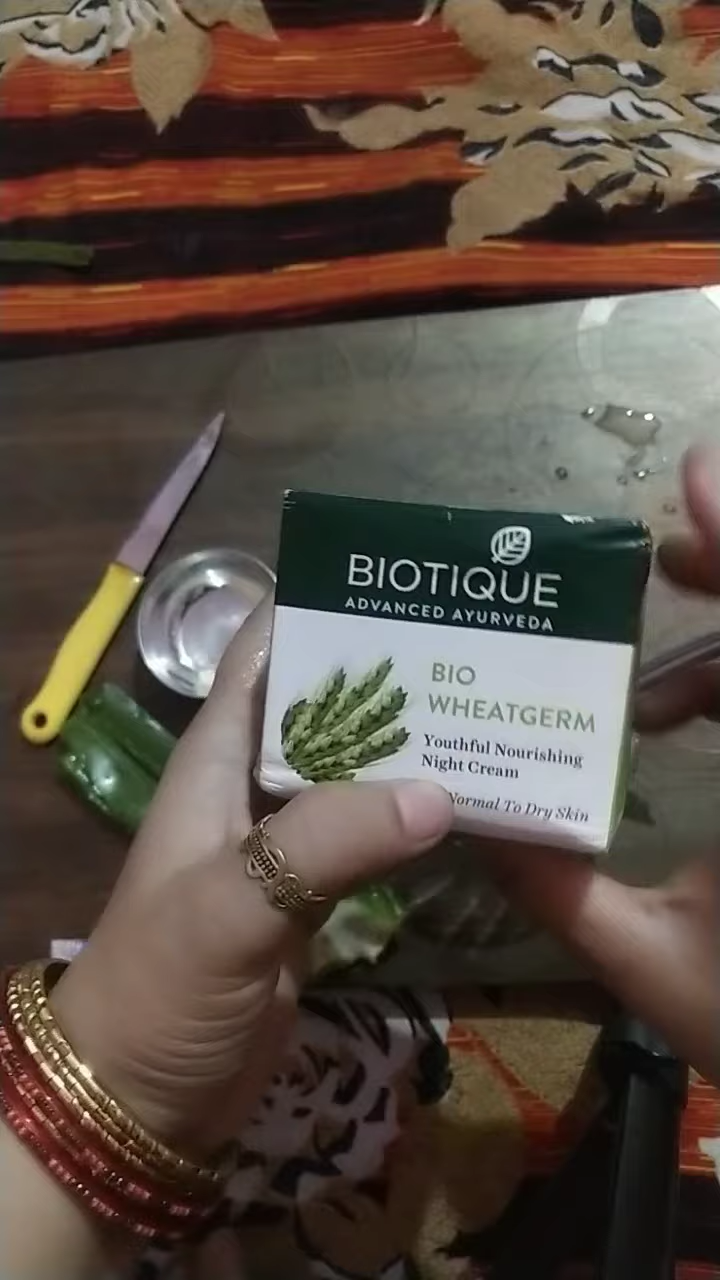 BIOTIQUE
ADVANCED AYURVEDA
BIO
WHEATGERM
Youthful Nourishing
Night Cream
Normal To Dry Skin